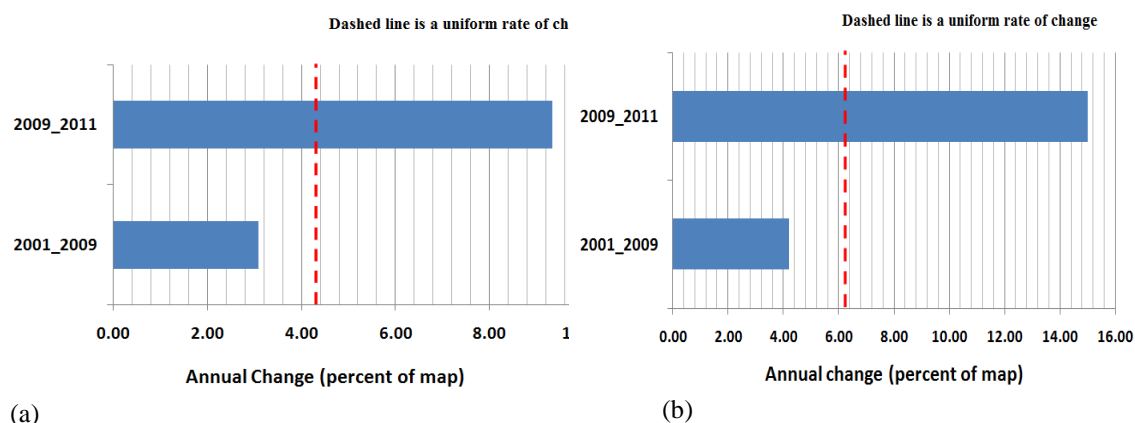 Dashed line is a uniform rate of ch
2009_2011
2001_2009
0.00 2.00 4.00 6.00 8.00 1
Annual Change (percent of map)
(a)
Dashed line is a uniform rate of change
2009_2011
2001_2009
0.00 2.00 4.00 6.00 8.00 10.00 12.00 14.00 16.00
Annual change (percent of map)
(b)